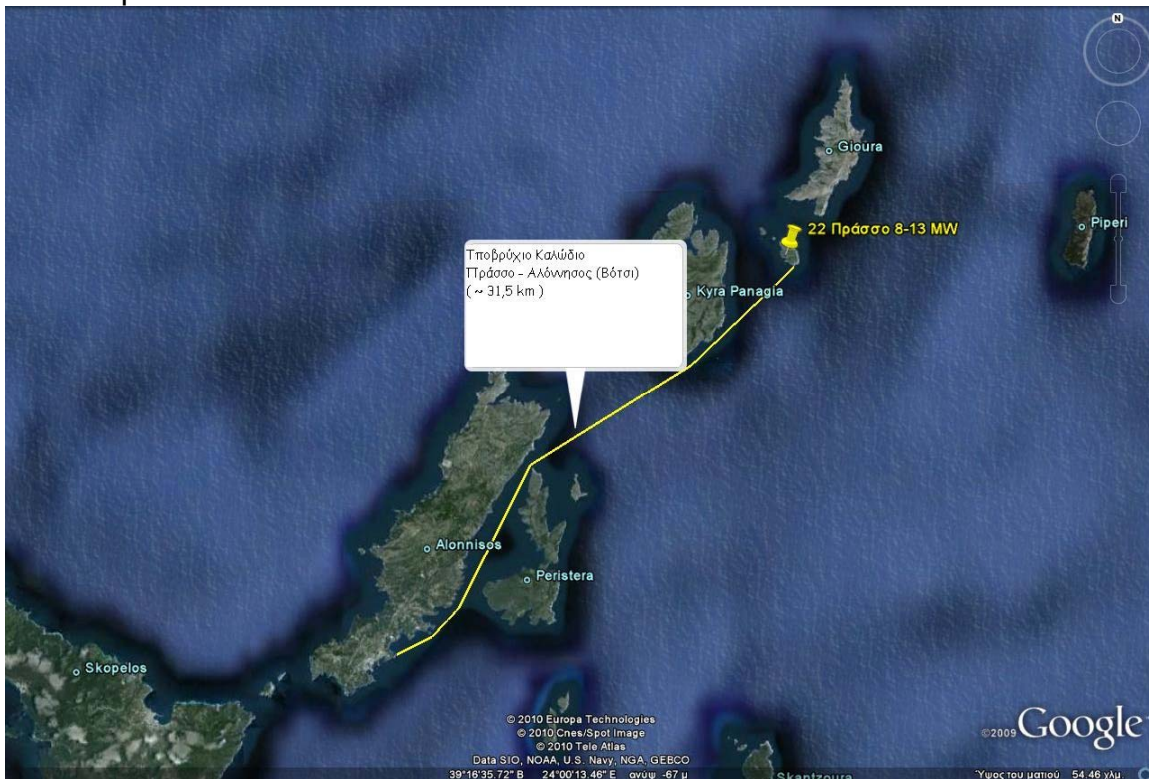 N
Gioura
22 Πράσσο 8-13 MW
Piperi
Υποβρύχιο Καλώδιο
Πράσσο - Αλόννησος (Βότσι)
( ~ 31,5 km )
Kyra Panagia
Alonnisos
Peristera
Skopelos
© 2010 Europa Technologies
© 2010 Cnes/Spot Image
© 2010 Tele Atlas
Data SIO, NOAA, U.S. Navy, NGA, GEBCO
©2009 Google
Skantzoura
39°16'35.72" Β 24°00'13.46" Ε ανύψ -67 μ
Ύψος του ματιού 54.46 χλμ